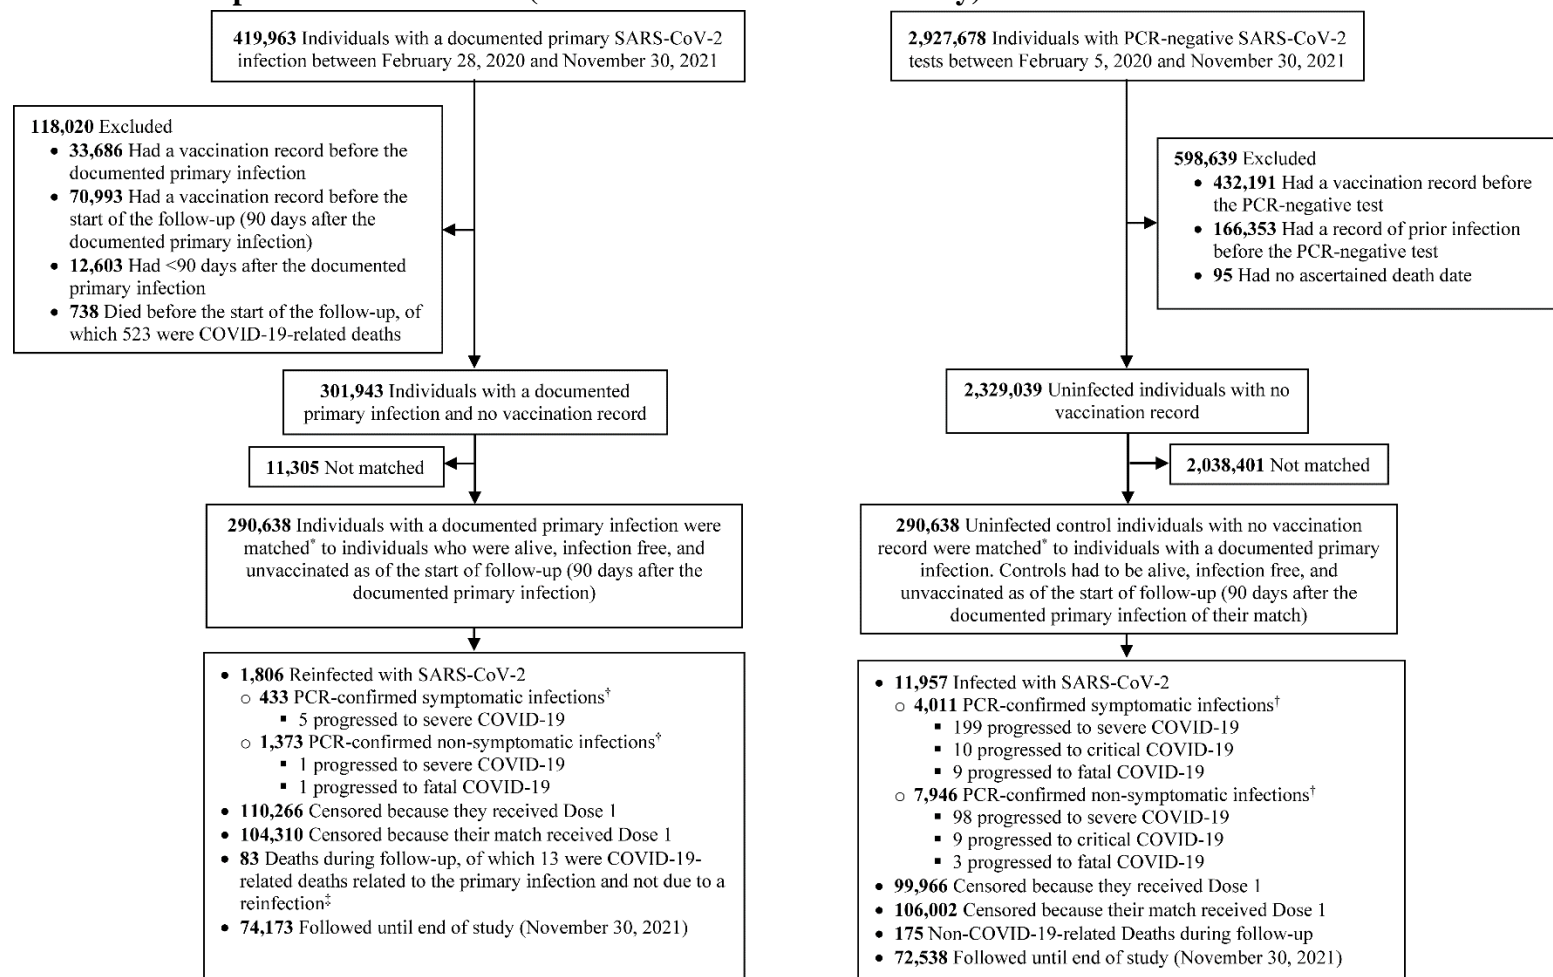 419,963 Individuals with a documented primary SARS-CoV-2
infection between February 28, 2020 and November 30, 2021
118,020 Excluded
• 33,686 Had a vaccination record before the
documented primary infection
• 70,993 Had a vaccination record before the
start of the follow-up (90 days after the
documented primary infection)
• 12,603 Had <90 days after the documented
primary infection
• 738 Died before the start of the follow-up, of
which 523 were COVID-19-related deaths
301,943 Individuals with a documented
primary infection and no vaccination record
11,305 Not matched
290,638 Individuals with a documented primary infection were
matched* to individuals who were alive, infection free, and
unvaccinated as of the start of follow-up (90 days after the
documented primary infection)
• 1,806 Reinfected with SARS-CoV-2
○ 433 PCR-confirmed symptomatic infections†
▪ 5 progressed to severe COVID-19
○ 1,373 PCR-confirmed non-symptomatic infections†
▪ 1 progressed to severe COVID-19
▪ 1 progressed to fatal COVID-19
• 110,266 Censored because they received Dose 1
• 104,310 Censored because their match received Dose 1
• 83 Deaths during follow-up, of which 13 were COVID-19-
related deaths related to the primary infection and not due to a
reinfection‡
• 74,173 Followed until end of study (November 30, 2021)
2,927,678 Individuals with PCR-negative SARS-CoV-2
tests between February 5, 2020 and November 30, 2021
598,639 Excluded
• 432,191 Had a vaccination record before
the PCR-negative test
• 166,353 Had a record of prior infection
before the PCR-negative test
• 95 Had no ascertained death date
2,329,039 Uninfected individuals with no
vaccination record
2,038,401 Not matched
290,638 Uninfected control individuals with no vaccination
record were matched* to individuals with a documented primary
infection. Controls had to be alive, infection free, and
unvaccinated as of the start of follow-up (90 days after the
documented primary infection of their match)
• 11,957 Infected with SARS-CoV-2
○ 4,011 PCR-confirmed symptomatic infections†
▪ 199 progressed to severe COVID-19
▪ 10 progressed to critical COVID-19
▪ 9 progressed to fatal COVID-19
○ 7,946 PCR-confirmed non-symptomatic infections†
▪ 98 progressed to severe COVID-19
▪ 9 progressed to critical COVID-19
▪ 3 progressed to fatal COVID-19
• 99,966 Censored because they received Dose 1
• 106,002 Censored because their match received Dose 1
• 175 Non-COVID-19-related Deaths during follow-up
• 72,538 Followed until end of study (November 30, 2021)